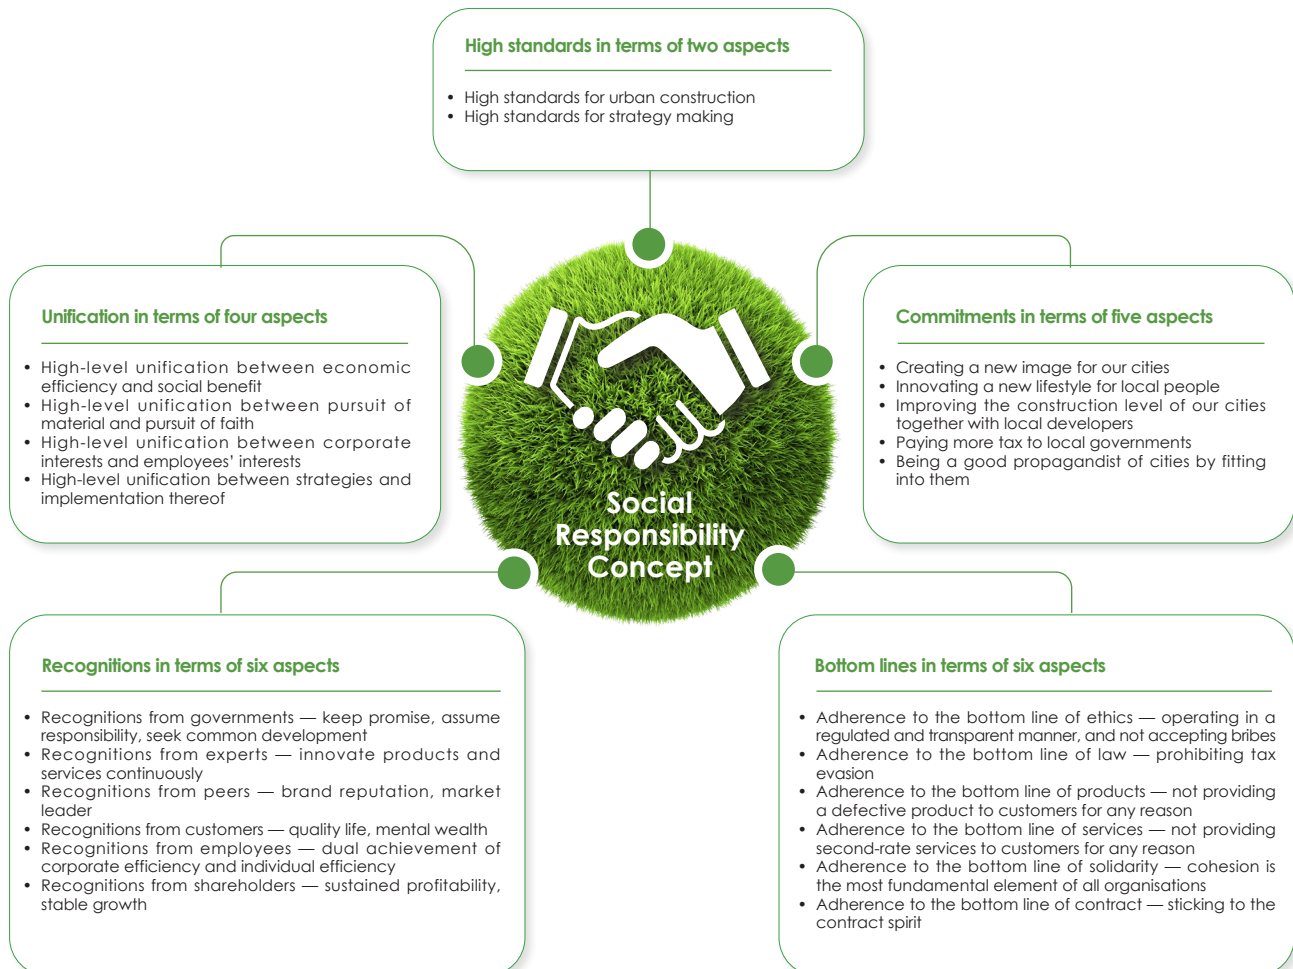 High standards in terms of two aspects
• High standards for urban construction
• High standards for strategy making
Unification in terms of four aspects
• High-level unification between economic
efficiency and social benefit
• High-level unification between pursuit of
material and pursuit of faith
• High-level unification between corporate
interests and employees’ interests
• High-level unification between strategies and
implementation thereof
Commitments in terms of five aspects
• Creating a new image for our cities
• Innovating a new lifestyle for local people
• Improving the construction level of our cities
together with local developers
• Paying more tax to local governments
• Being a good propagandist of cities by fitting
into them
Social
Responsibility
Concept
Recognitions in terms of six aspects
• Recognitions from governments — keep promise, assume
responsibility, seek common development
• Recognitions from experts — innovate products and
services continuously
• Recognitions from peers — brand reputation, market
leader
• Recognitions from customers — quality life, mental wealth
• Recognitions from employees — dual achievement of
corporate efficiency and individual efficiency
• Recognitions from shareholders — sustained profitability,
stable growth
Bottom lines in terms of six aspects
• Adherence to the bottom line of ethics — operating in a
regulated and transparent manner, and not accepting bribes
• Adherence to the bottom line of law — prohibiting tax
evasion
• Adherence to the bottom line of products — not providing
a defective product to customers for any reason
• Adherence to the bottom line of services — not providing
second-rate services to customers for any reason
• Adherence to the bottom line of solidarity — cohesion is
the most fundamental element of all organisations
• Adherence to the bottom line of contract — sticking to the
contract spirit